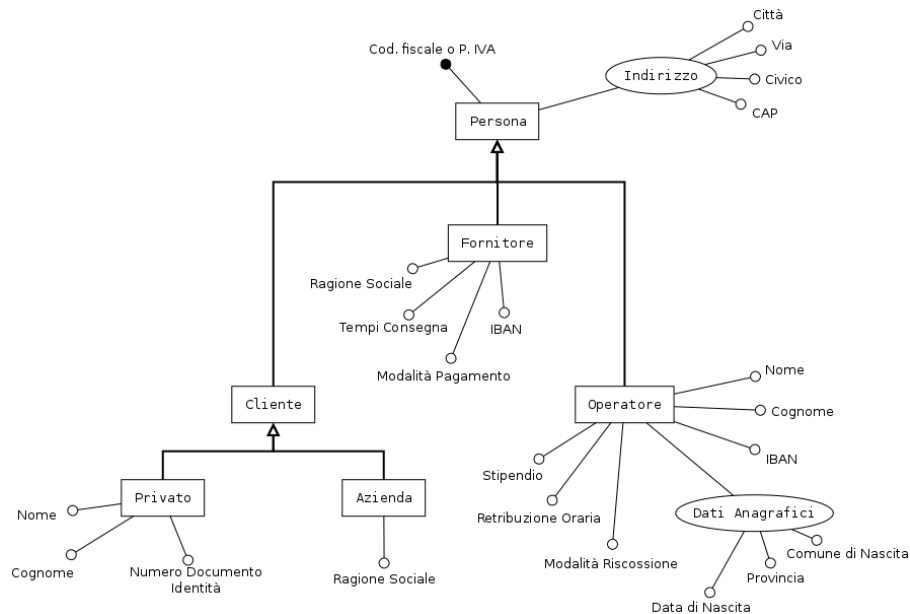 Città
Cod. fiscale o P. IVA
Via
Indirizzo
Civico
CAP
Persona
Fornitore
Ragione Sociale
Tempi Consegna
IBAN
Modalità Pagamento
Nome
Cliente
Operatore
Cognome
IBAN
Stipendio
Privato
Azienda
Nome
Retribuzione Oraria
Dati Anagrafici
Comune di Nascita
Modalità Riscossione
Cognome
Numero Documento
Identità
Ragione Sociale
Provincia
Data di Nascita